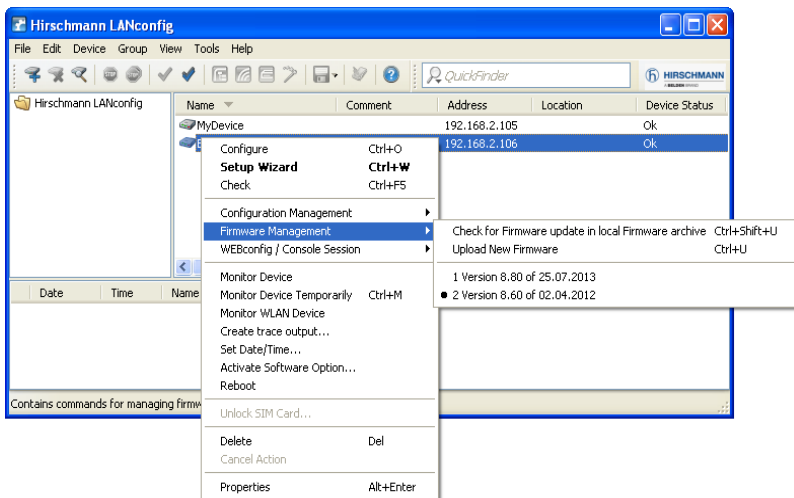 Hirschmann LANconfig
File Edit Device Group View Tools Help
QuickFinder
HIRSCHMANN
A BELDEN BRAND
Hirschmann LANconfig
Name Comment Address Location Device Status
MyDevice 192.168.2.105 Ok
192.168.2.106 Ok
Configure Ctrl+O
Setup Wizard Ctrl+W
Check Ctrl+F5
Configuration Management
Firmware Management
Check for Firmware update in local Firmware archive Ctrl+Shift+U
WEBconfig / Console Session
Upload New Firmware Ctrl+U
Monitor Device
1 Version 8.80 of 25.07.2013
Date Time Name
Monitor Device Temporarily Ctrl+M
2 Version 8.60 of 02.04.2012
Monitor WLAN Device
Create trace output...
Set Date/Time...
Activate Software Option...
Reboot
Contains commands for managing firmw
Unlock SIM Card...
Delete Del
Cancel Action
Properties Alt+Enter